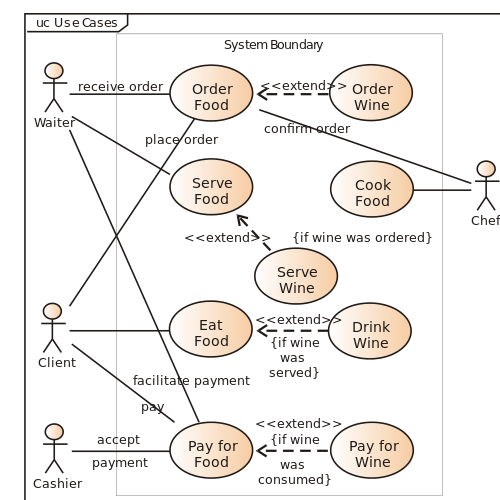 uc Use Cases
System Boundary
receive order
Order
Food
<<extend>>
Order
Wine
Waiter
confirm order
place order
Serve
Food
Cook
Food
Chef
<<extend>>
{if wine was ordered}
Serve
Wine
Eat
Food
<<extend>>
{if wine
was
served}
Drink
Wine
Client
facilitate payment
pay
accept
payment
Pay for
Food
<<extend>>
{if wine
was
consumed}
Pay for
Wine
Cashier